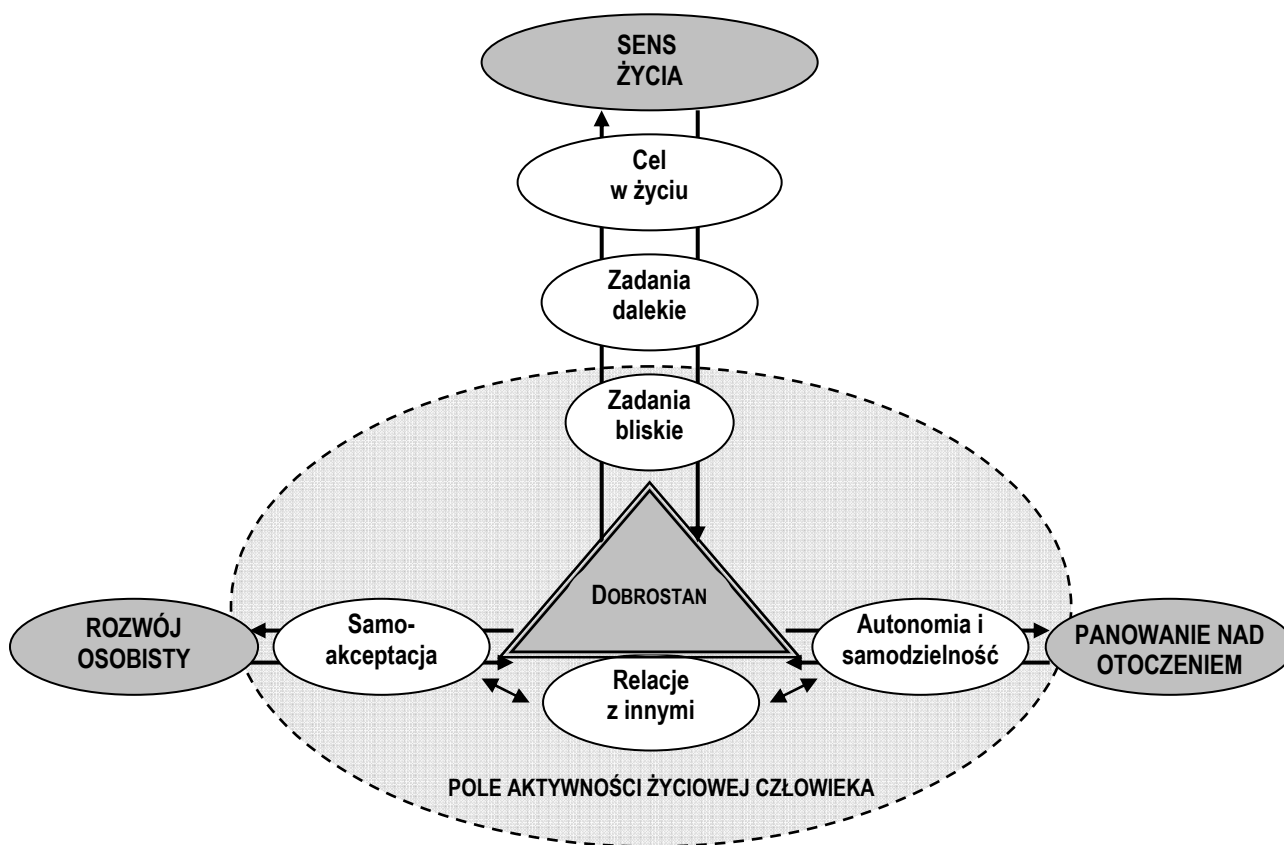 SENS
ŻYCIA
Cel
w życiu
Zadania
dalekie
Zadania
bliskie
DOBROSTAN
ROZWÓJ
OSOBISTY
Samo-
akceptacja
Autonomia i
samodzielność
PANOWANIE NAD
OTOCZENIEM
Relacje
z innymi
POLE AKTYWNOŚCI ŻYCIOWEJ CZŁOWIEKA